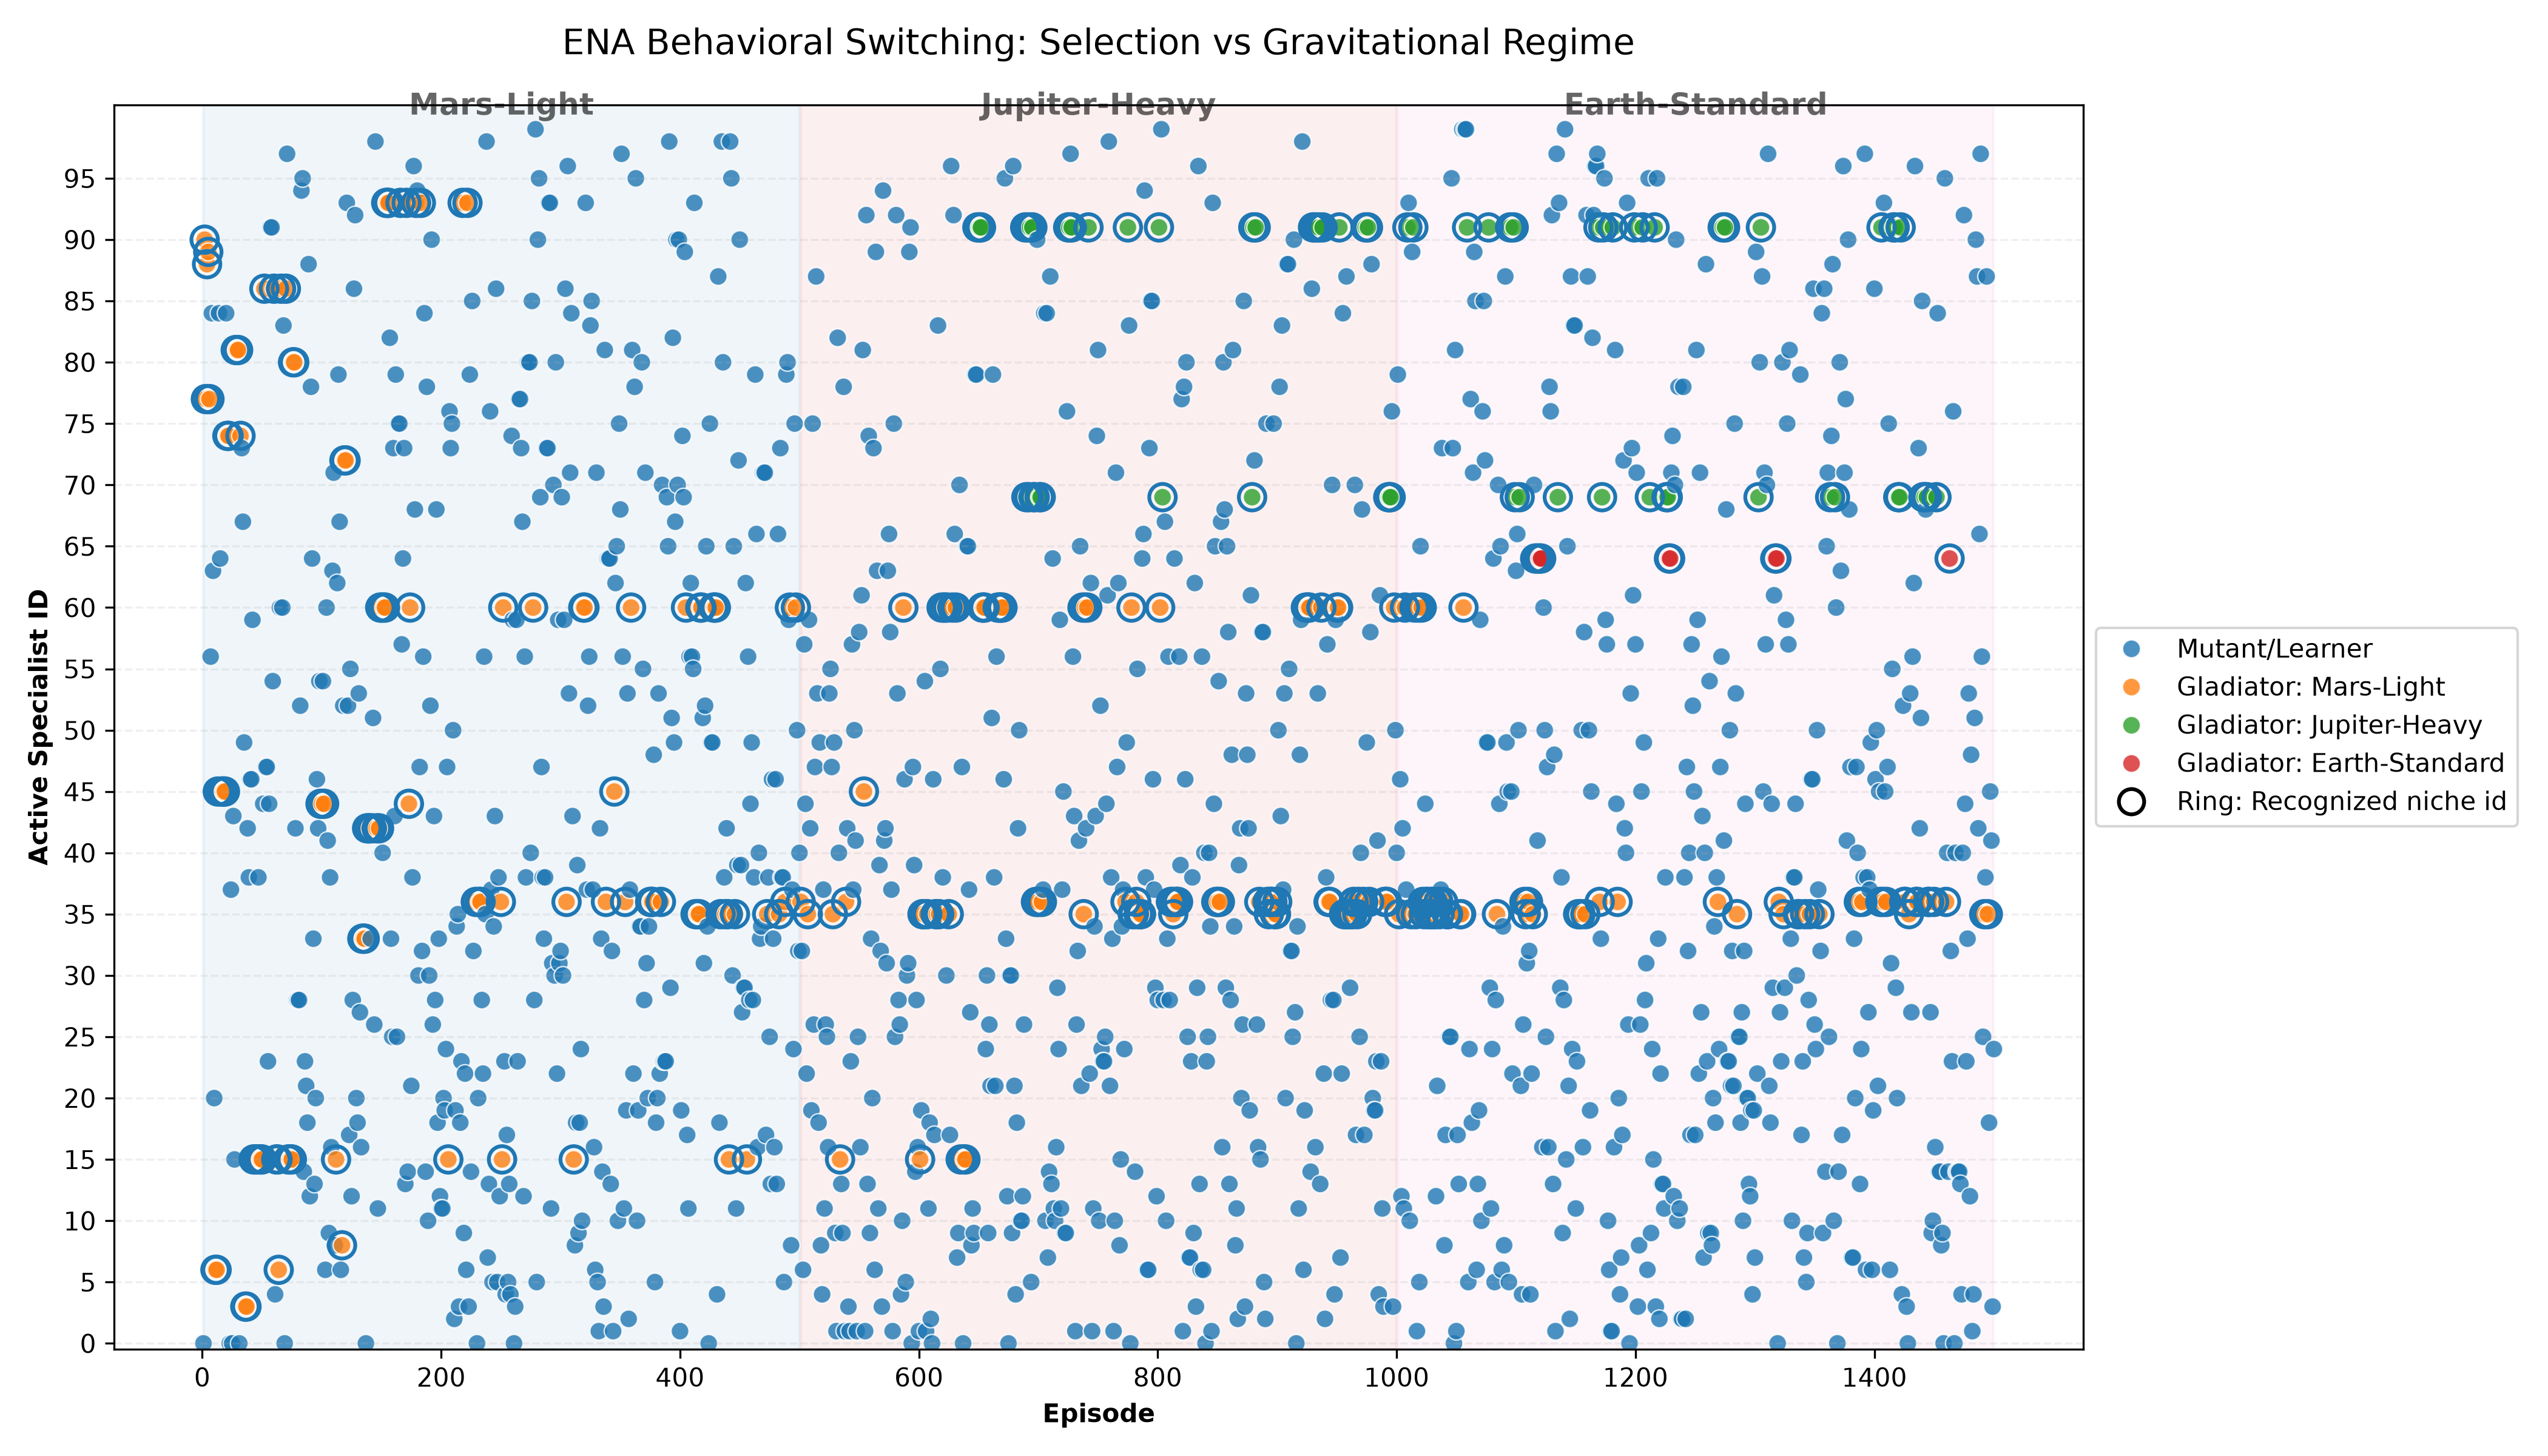 ENA Behavioral Switching: Selection vs Gravitational Regime
Mars-Light Jupiter-Heavy Earth-Standard
95
90
85
80
75
70
65
60
55
50
45
40
35
30
25
20
15
10
5
0
Active Specialist ID
0 200 400 600 800 1000 1200 1400
Episode
Mutant/Learner
Gladiator: Mars-Light
Gladiator: Jupiter-Heavy
Gladiator: Earth-Standard
Ring: Recognized niche id